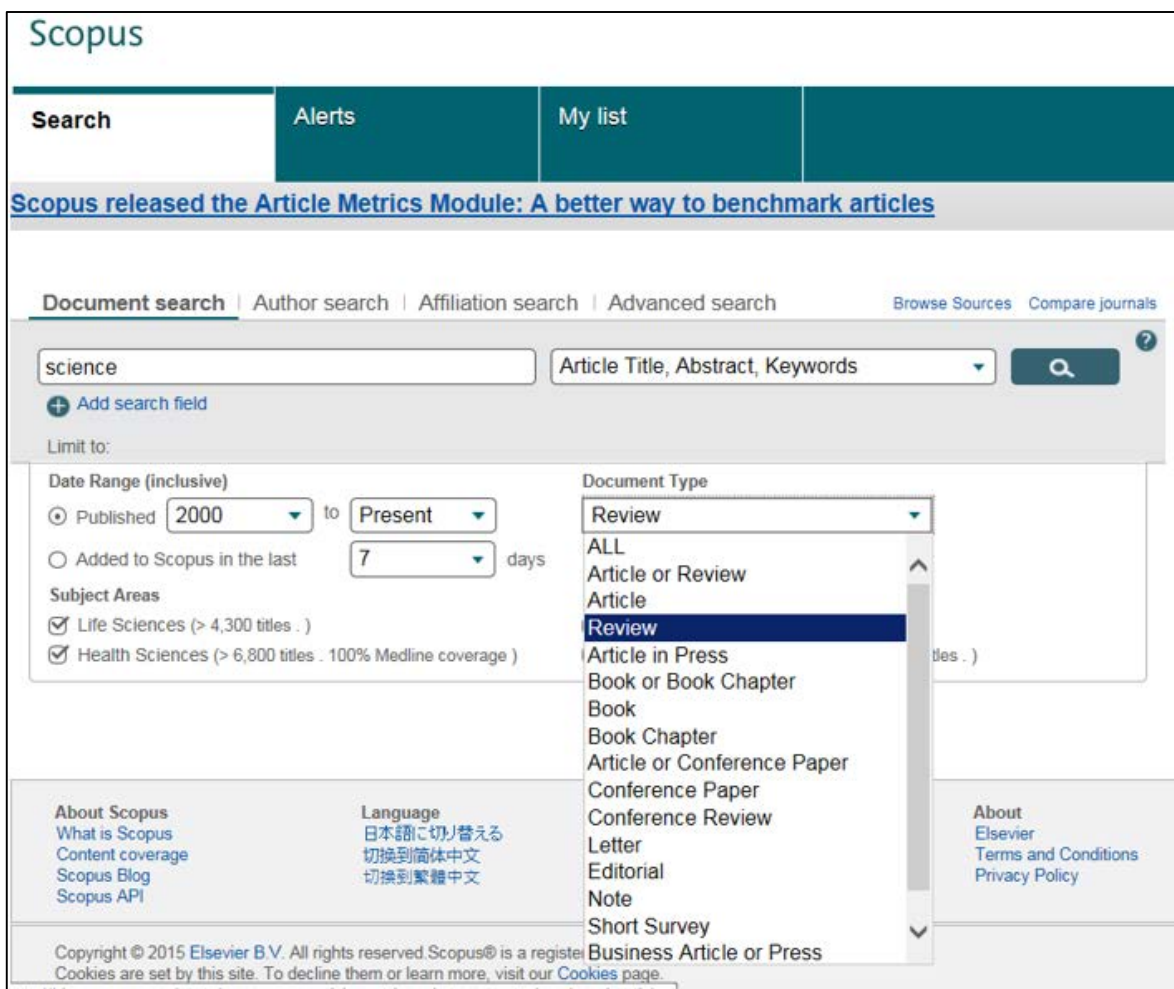 Scopus
Search
Alerts
My list
Scopus released the Article Metrics Module: A better way to benchmark articles
Document search | Author search | Affiliation search | Advanced search
Browse Sources Compare journals
science
Article Title, Abstract, Keywords
?
Add search field
Limit to:
Date Range (inclusive)
Published 2000 to Present
Added to Scopus in the last 7 days
Subject Areas
Life Sciences (> 4,300 titles . )
Health Sciences (> 6,800 titles . 100% Medline coverage )
Document Type
Review
ALL
Article or Review
Article
Review
Article in Press
Book or Book Chapter
Book
Book Chapter
Article or Conference Paper
Conference Paper
Conference Review
Letter
Editorial
Note
Short Survey
Business Article or Press
tles . )
About Scopus
What is Scopus
Content coverage
Scopus Blog
Scopus API
Language
日本語に切り替える
切换到简体中文
切換到繁體中文
About
Elsevier
Terms and Conditions
Privacy Policy
Copyright © 2015 Elsevier B.V. All rights reserved.Scopus® is a register
Cookies are set by this site. To decline them or learn more, visit our Cookies page.